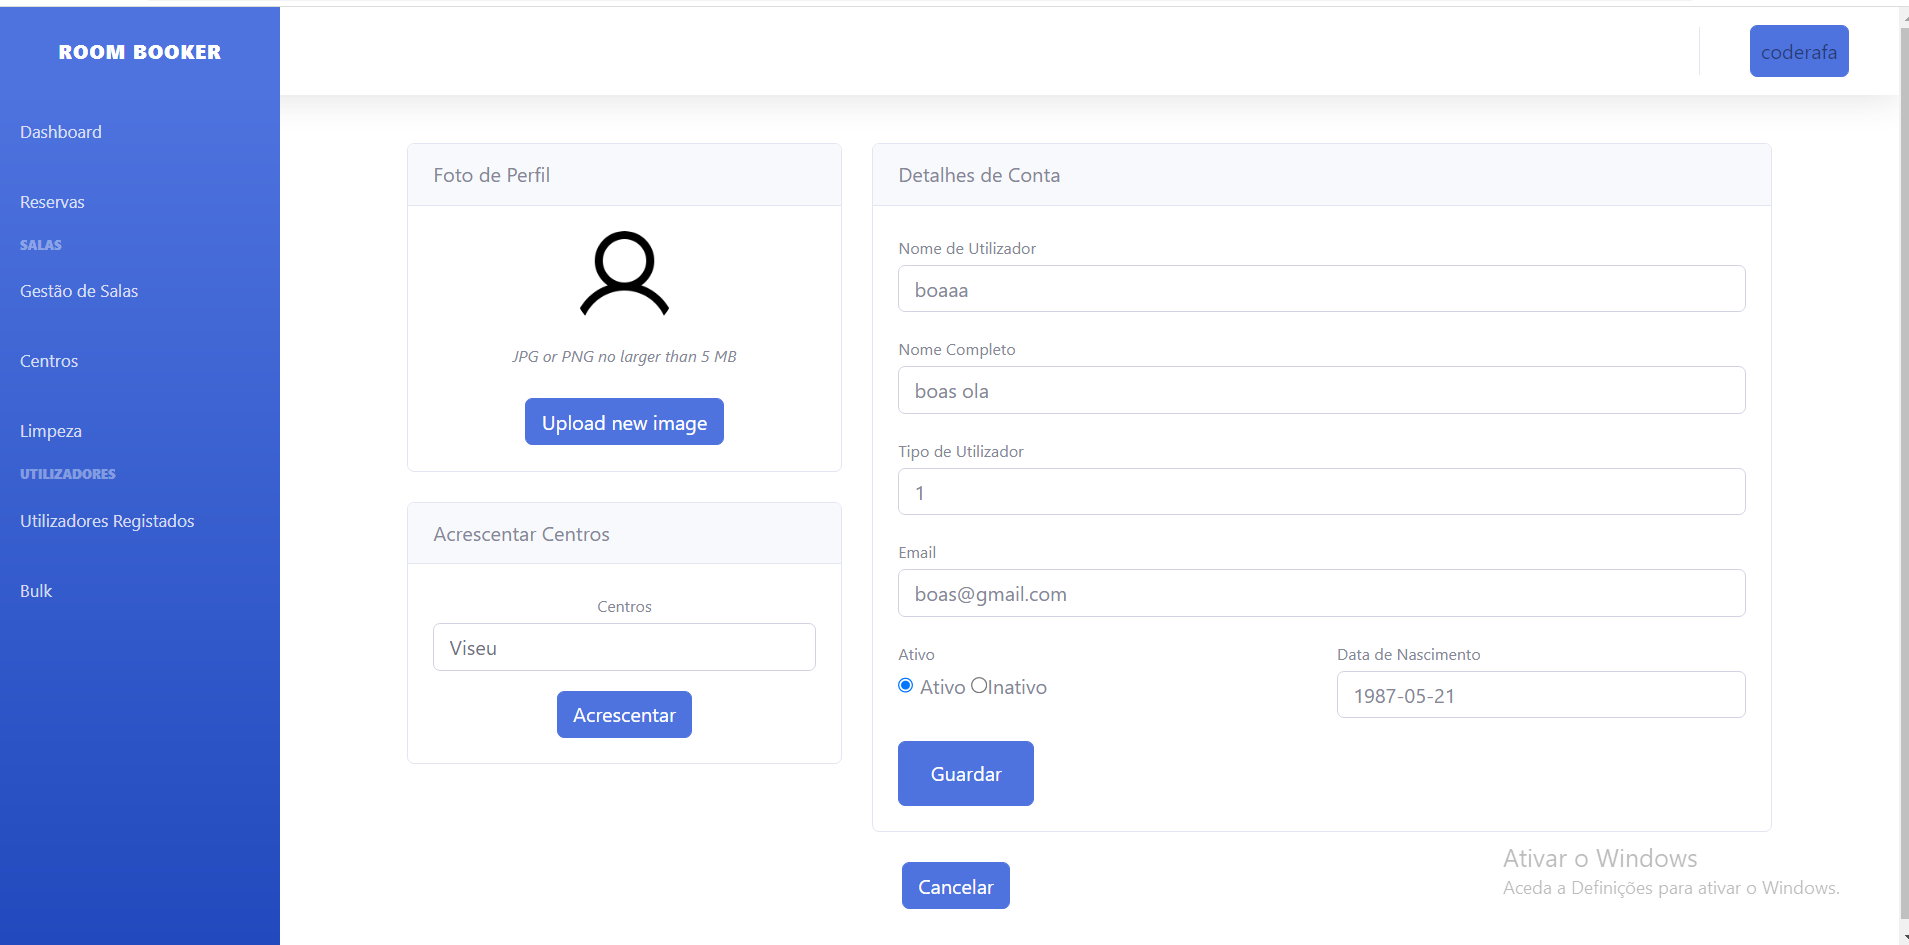 ROOM BOOKER
Dashboard
Reservas
SALAS
Gestão de Salas
Centros
Limpeza
UTILIZADORES
Utilizadores Registados
Bulk
coderafa
Foto de Perfil
JPG or PNG no larger than 5 MB
Upload new image
Acrescentar Centros
Centros
Viseu
Acrescentar
Detalhes de Conta
Nome de Utilizador
boaaa
Nome Completo
boas ola
Tipo de Utilizador
1
Email
boas@gmail.com
Ativo
Ativo Inativo
Data de Nascimento
1987-05-21
Guardar
Cancelar
Ativar o Windows
Aceda a Definições para ativar o Windows.